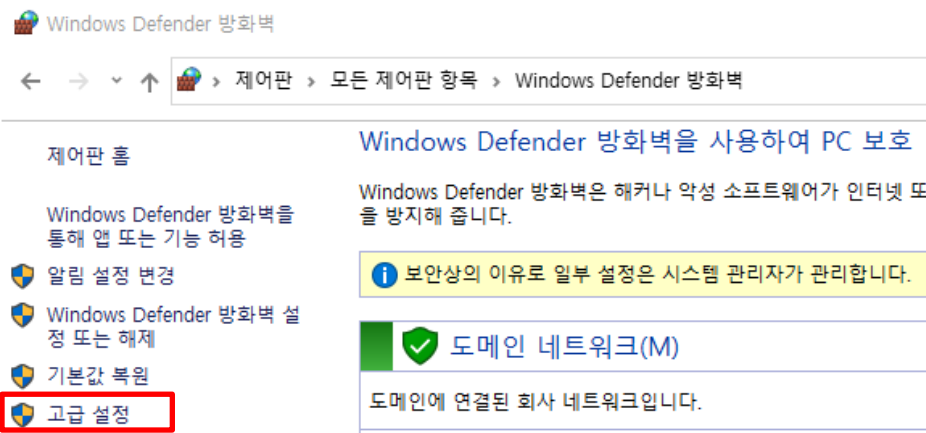 Windows Defender 방화벽
제어판 > 모든 제어판 항목 > Windows Defender 방화벽
제어판 홈
Windows Defender 방화벽을
통해 앱 또는 기능 허용
알림 설정 변경
Windows Defender 방화벽 설
정 또는 해제
기본값 복원
고급 설정
Windows Defender 방화벽을 사용하여 PC 보호
Windows Defender 방화벽은 해커나 악성 소프트웨어가 인터넷 또
을 방지해 줍니다.
보안상의 이유로 일부 설정은 시스템 관리자가 관리합니다.
도메인 네트워크(M)
도메인에 연결된 회사 네트워크입니다.